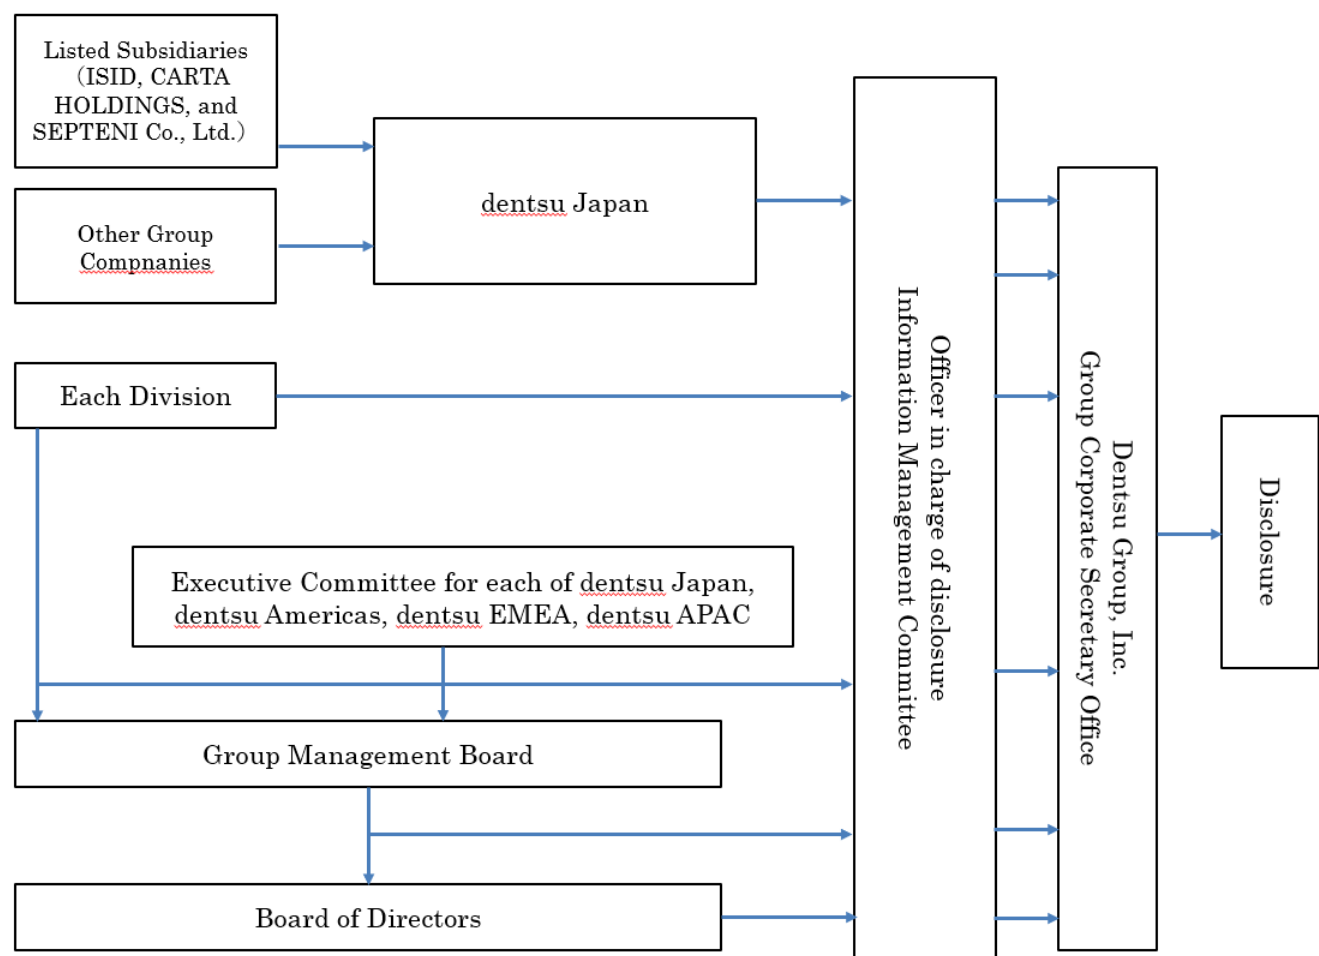 Listed Subsidiaries
（ISID, CARTA
HOLDINGS, and
SEPTENI Co., Ltd.）
dentsu Japan
Other Group
Compnanies
Each Division
Executive Committee for each of dentsu Japan,
dentsu Americas, dentsu EMEA, dentsu APAC
Group Management Board
Board of Directors
Officer in charge of disclosure
Information Management Committee
Dentsu Group, Inc.
Group Corporate Secretary Office
Disclosure